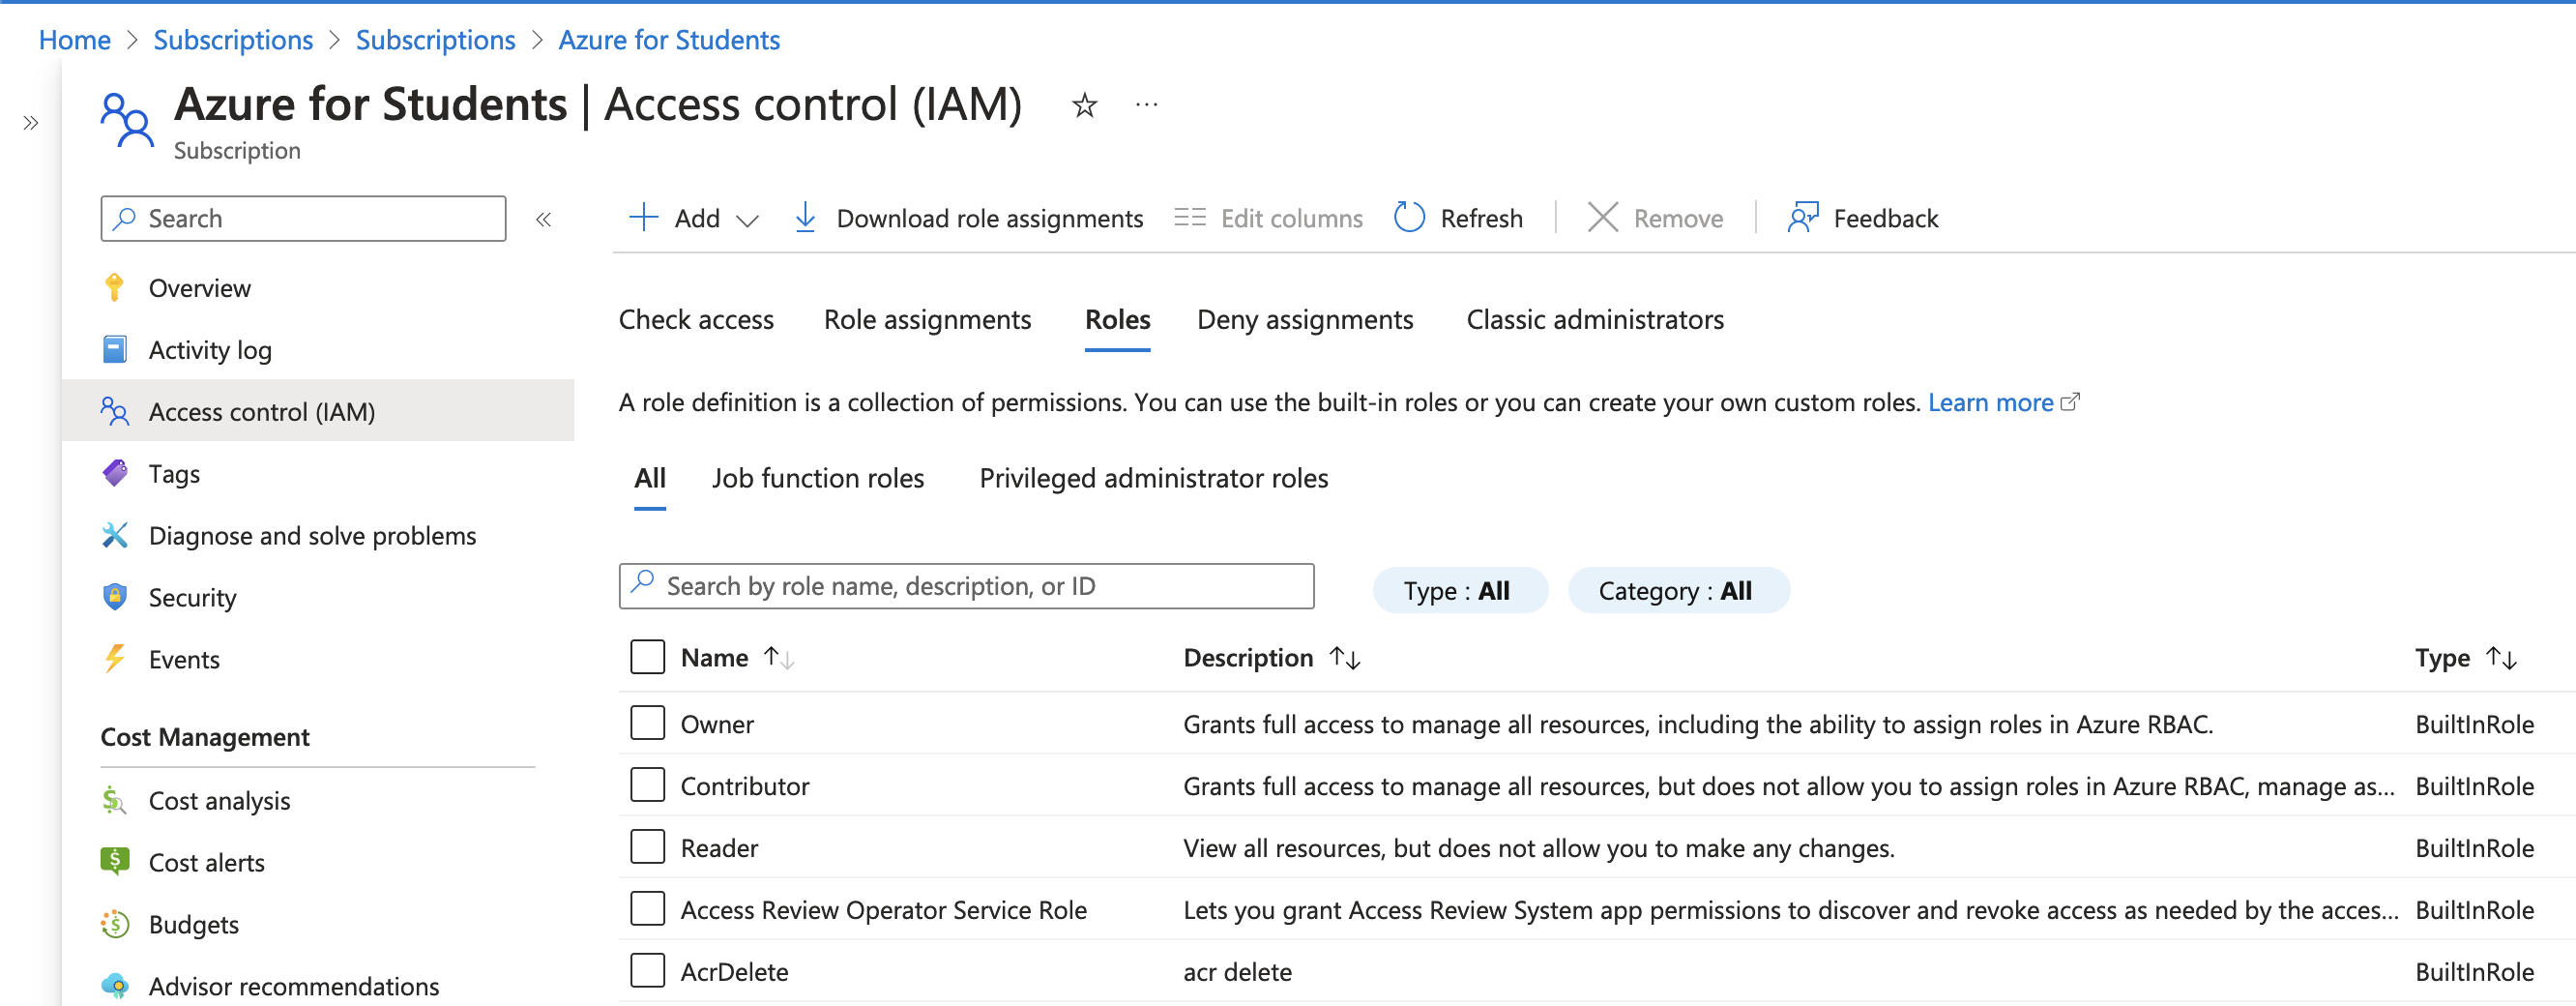 Home > Subscriptions > Subscriptions > Azure for Students
Azure for Students | Access control (IAM)
Subscription
Search
Overview
Activity log
Access control (IAM)
Tags
Diagnose and solve problems
Security
Events
Cost Management
Cost analysis
Cost alerts
Budgets
Advisor recommendations
Add Download role assignments Edit columns Refresh Remove Feedback
Check access Role assignments Roles Deny assignments Classic administrators
A role definition is a collection of permissions. You can use the built-in roles or you can create your own custom roles. Learn more
All Job function roles Privileged administrator roles
Search by role name, description, or ID Type : All Category : All
Name Description Type
Owner Grants full access to manage all resources, including the ability to assign roles in Azure RBAC. BuiltInRole
Contributor Grants full access to manage all resources, but does not allow you to assign roles in Azure RBAC, manage as... BuiltInRole
Reader View all resources, but does not allow you to make any changes. BuiltInRole
Access Review Operator Service Role Lets you grant Access Review System app permissions to discover and revoke access as needed by the acces... BuiltInRole
AcrDelete acr delete BuiltInRole